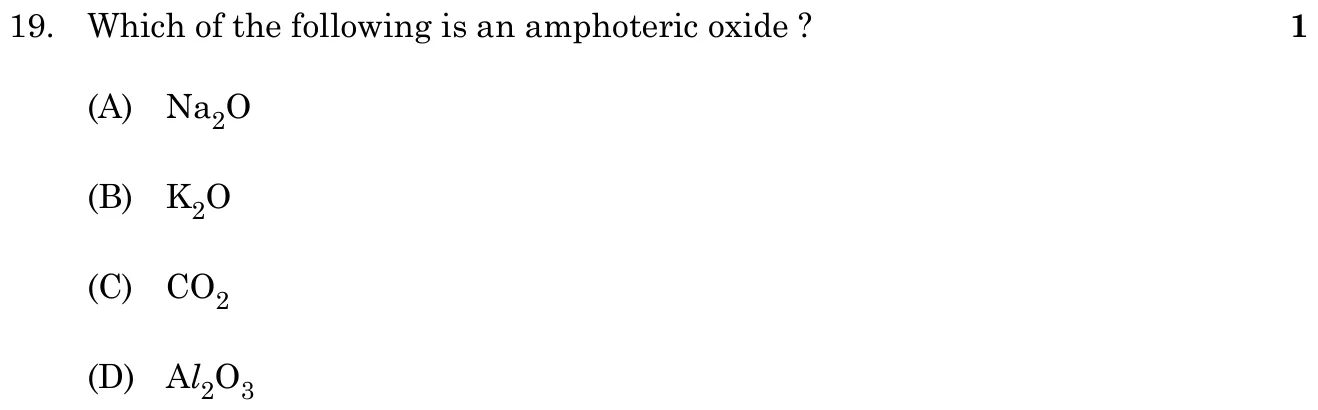 19. Which of the following is an amphoteric oxide ? 1
(A) Na₂O
(B) K₂O
(C) CO₂
(D) Al₂O₃